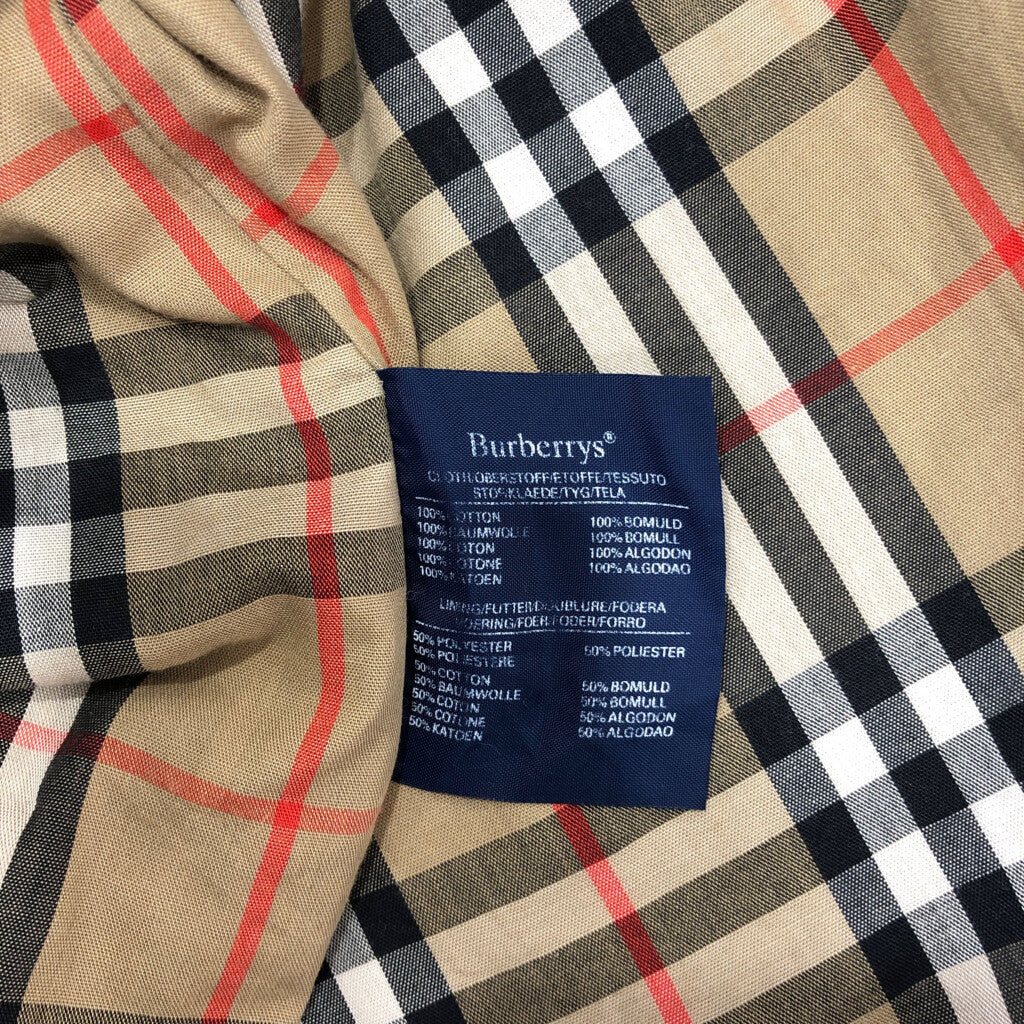 Burberrys®
CLOTH/OBERSTOFF/ETOFFE/TESSUTO
STOF/KLAEDE/TYG/TELA
100% COTTON 100% BOMULD
100% BAUMWOLLE 100% BOMULL
100% COTON 100% ALGODON
100% COTONE 100% ALGODAO
100% KATOEN
LINING/FUTTER/DOUBLURE/FODERA
VOERING/FOER/FODER/FORRO
50% POLYESTER 50% POLIESTER
50% POLIESTERE
50% COTTON
50% BAUMWOLLE 50% BOMULD
50% COTON 50% BOMULL
50% COTONE 50% ALGODON
50% KATOEN 50% ALGODAO